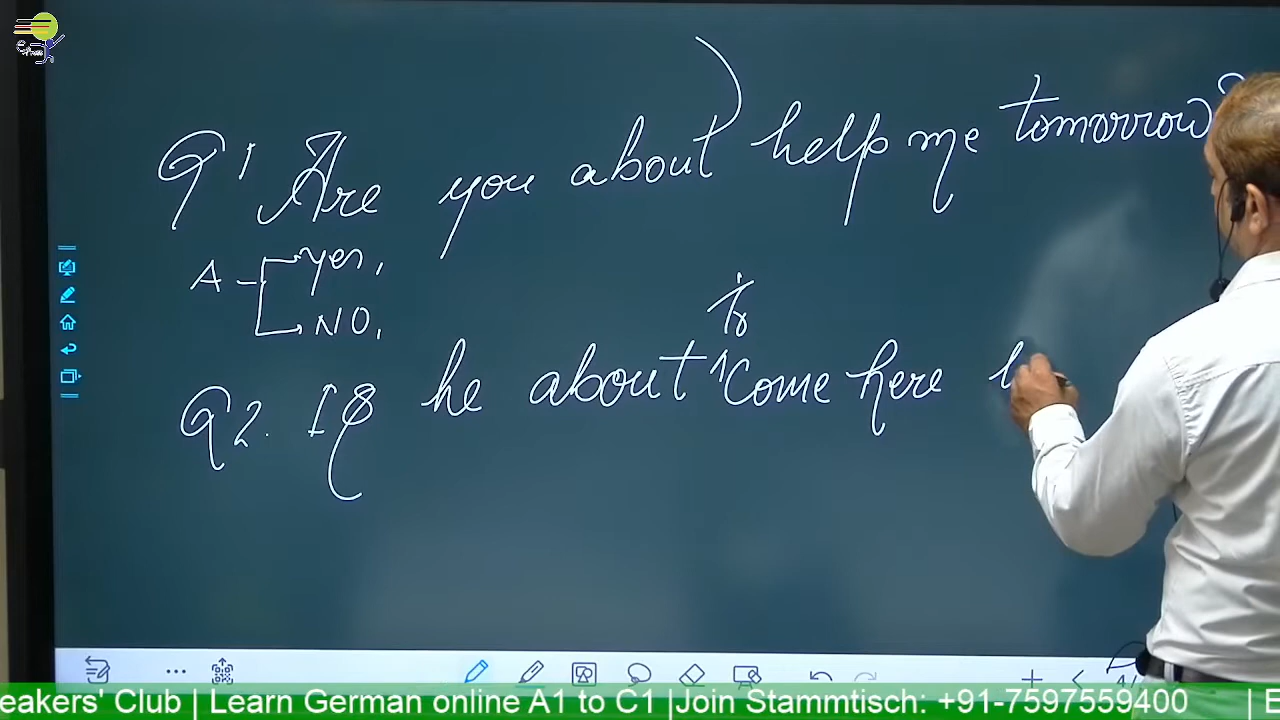 Q1 Are you about help me tomorrow?
A Yes,
NO,
to
Q2. Is he about come here
eakers' Club | Learn German online A1 to C1 |Join Stammtisch: +91-7597559400 | E